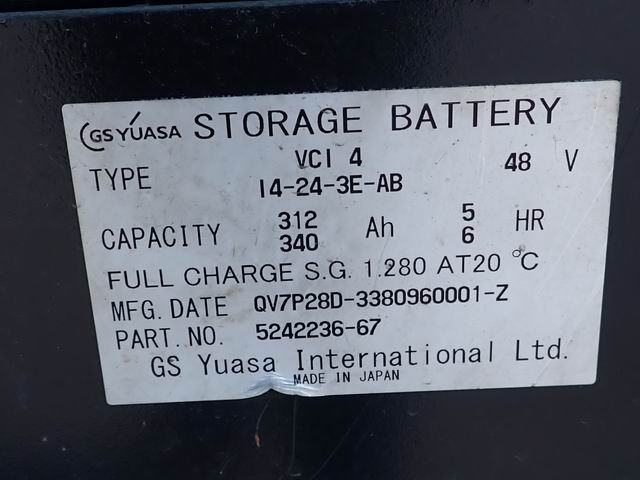 GS YUASA STORAGE BATTERY
TYPE VCI 4 48 V
14-24-3E-AB
CAPACITY 312 Ah 5 HR
340 6
FULL CHARGE S.G. 1.280 AT20 °C
MFG. DATE QV7P28D-3380960001-Z
PART. NO. 5242236-67
GS Yuasa International Ltd.
MADE IN JAPAN